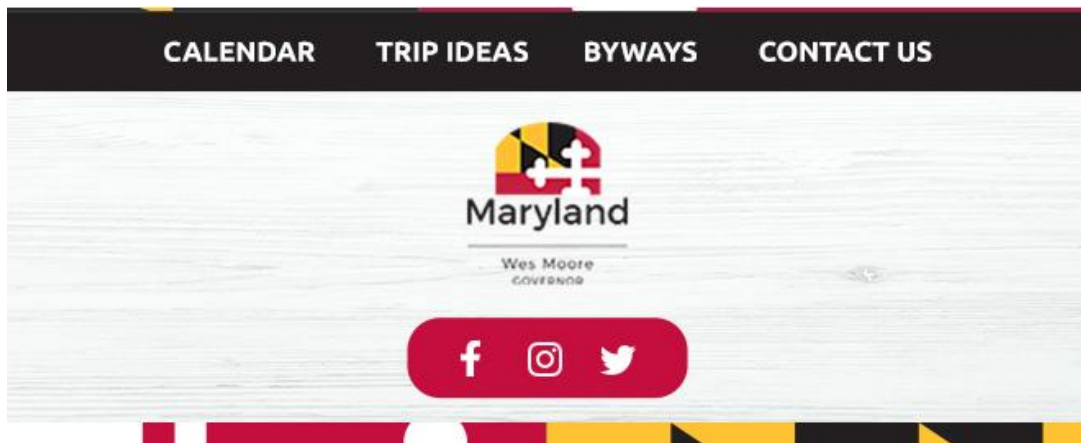 CALENDAR TRIP IDEAS BYWAYS CONTACT US
Maryland
Wes Moore
GOVERNOR